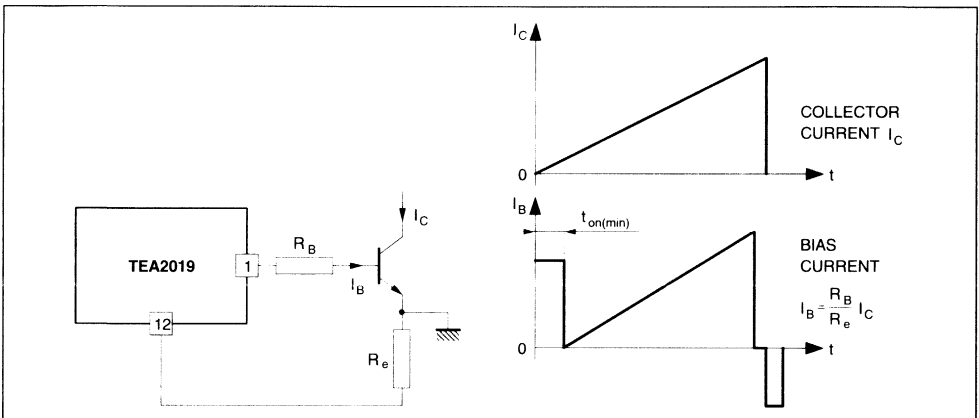 I_C
COLLECTOR
CURRENT I_C
0
t
I_B
t_on(min)
BIAS
CURRENT
I_B = R_B/R_e I_C
0
t
TEA2019
1
12
R_B
I_B
I_C
R_e